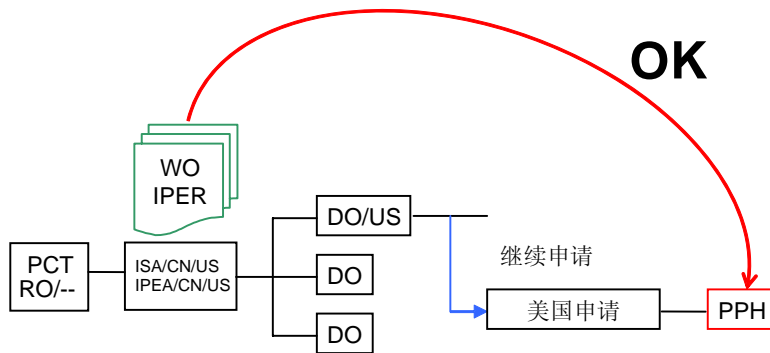 OK
WO
IPER
DO/US
继续申请
PCT
RO/--
ISA/CN/US
IPEA/CN/US
DO
美国申请
PPH
DO